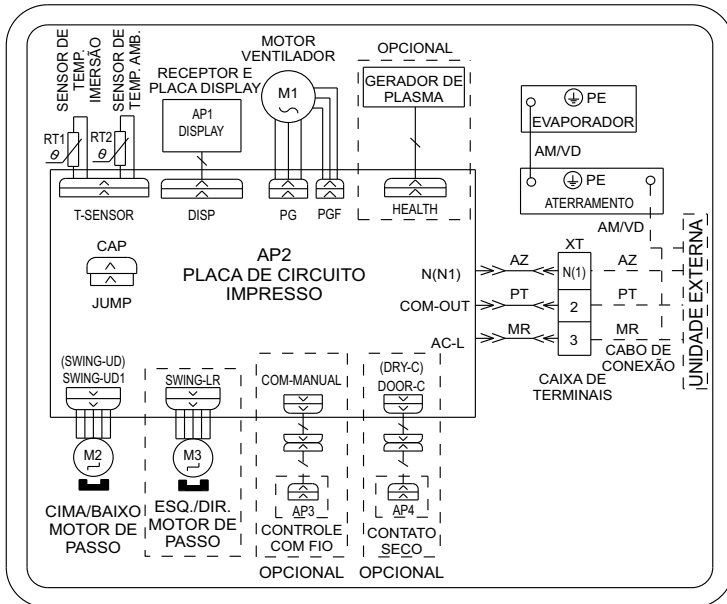 SENSOR DE
TEMP.
IMERSÃO
SENSOR DE
TEMP. AMB.
RT1
θ
RT2
θ
RECEPTOR E
PLACA DISPLAY
AP1
DISPLAY
MOTOR
VENTILADOR
M1
OPCIONAL
GERADOR DE
PLASMA
PE
EVAPORADOR
AM/VD
PE
ATERRAMENTO
AM/VD
T-SENSOR
DISP
PG
PGF
HEALTH
CAP
JUMP
AP2
PLACA DE CIRCUITO
IMPRESSO
N(N1)
AZ
XT
N(1)
AZ
COM-OUT
PT
2
PT
AC-L
MR
3
MR
CAIXA DE
TERMINAIS
CABO DE
CONEXÃO
UNIDADE EXTERNA
(SWING-UD)
SWING-UD1
M2
CIMA/BAIXO
MOTOR DE
PASSO
SWING-LR
M3
ESQ./DIR.
MOTOR DE
PASSO
COM-MANUAL
AP3
CONTROLE
COM FIO
OPCIONAL
(DRY-C)
DOOR-C
AP4
CONTATO
SECO
OPCIONAL